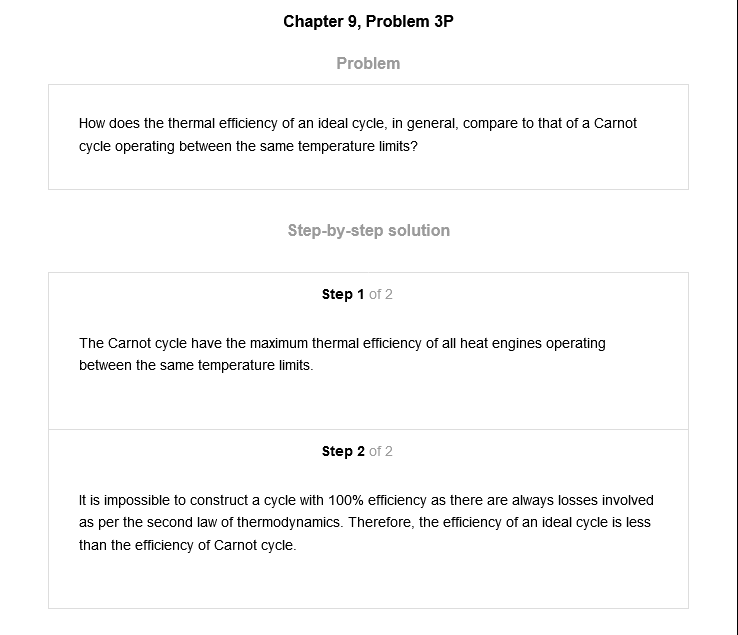 Chapter 9, Problem 3P
Problem
How does the thermal efficiency of an ideal cycle, in general, compare to that of a Carnot
cycle operating between the same temperature limits?
Step-by-step solution
Step 1 of 2
The Carnot cycle have the maximum thermal efficiency of all heat engines operating
between the same temperature limits.
Step 2 of 2
It is impossible to construct a cycle with 100% efficiency as there are always losses involved
as per the second law of thermodynamics. Therefore, the efficiency of an ideal cycle is less
than the efficiency of Carnot cycle.